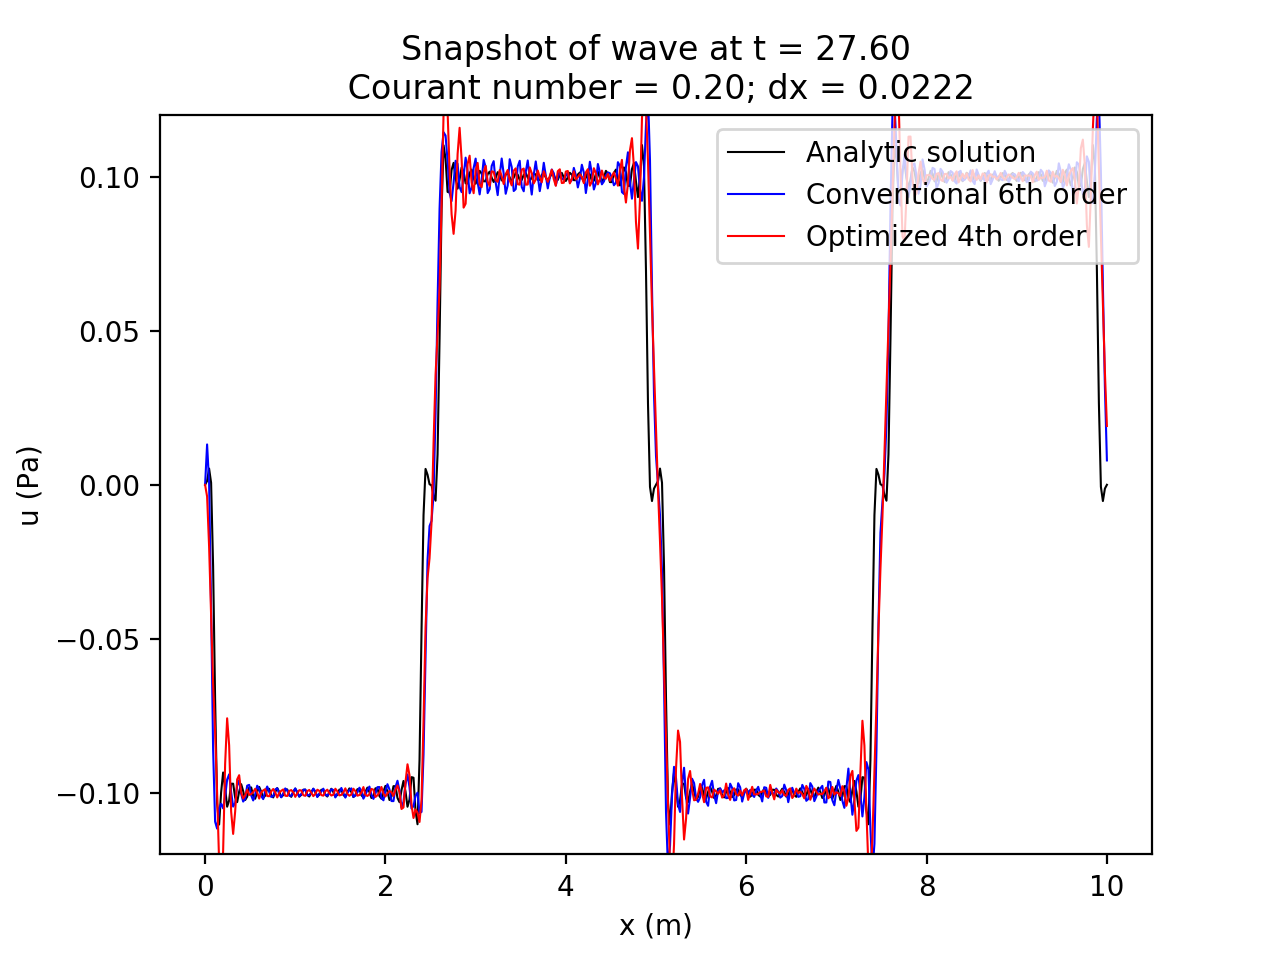 Snapshot of wave at t = 27.60
Courant number = 0.20; dx = 0.0222
Analytic solution
Conventional 6th order
Optimized 4th order
0.10
0.05
0.00
−0.05
−0.10
u (Pa)
0 2 4 6 8 10
x (m)